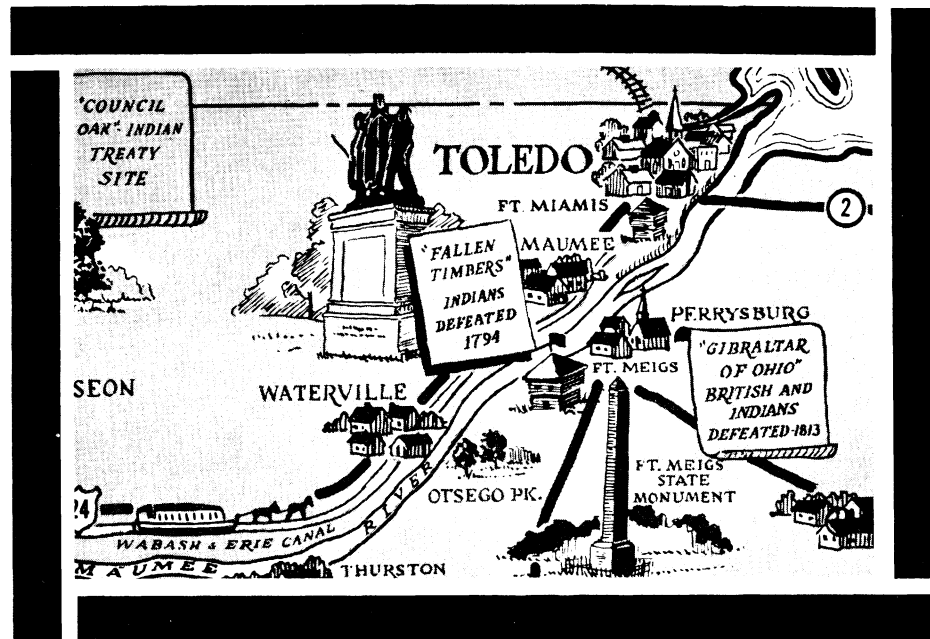 "COUNCIL
OAK"- INDIAN
TREATY
SITE
TOLEDO
FT. MIAMIS
2
MAUMEE
"FALLEN
TIMBERS"
INDIANS
DEFEATED
1794
PERRYSBURG
"GIBRALTAR
OF OHIO"
BRITISH AND
INDIANS
DEFEATED-1813
FT. MEIGS
SEON
WATERVILLE
FT. MEIGS
STATE
MONUMENT
OTSEGO PK.
24
WABASH & ERIE CANAL
MAUMEE RIVER
THURSTON